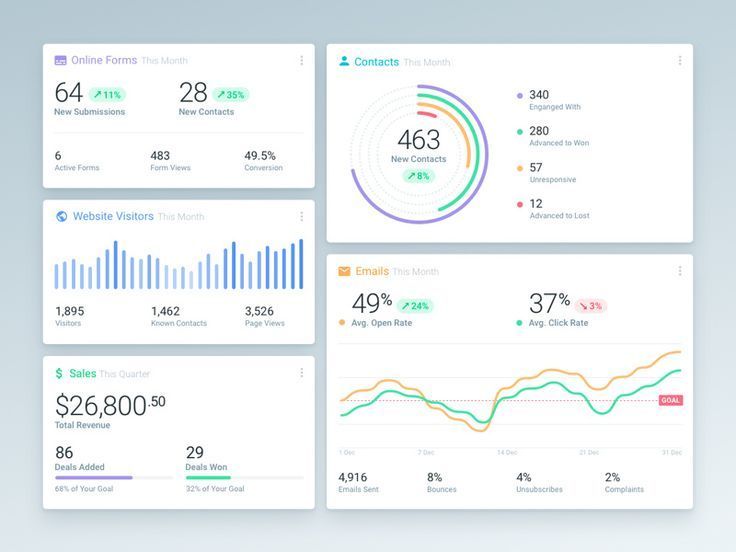 Online Forms This Month
64 ↗ 11%
New Submissions
28 ↗ 35%
New Contacts
6
Active Forms
483
Form Views
49.5%
Conversion
Website Visitors This Month
1,895
Visitors
1,462
Known Contacts
3,526
Page Views
$ Sales This Quarter
$26,800.50
Total Revenue
86
Deals Added
68% of Your Goal
29
Deals Won
32% of Your Goal
Contacts This Month
463
New Contacts
↗ 8%
340
Enganged With
280
Advanced to Won
57
Unresponsive
12
Advanced to Lost
Emails This Month
49% ↗ 24%
Avg. Open Rate
37% ↘ 3%
Avg. Click Rate
GOAL
1 Dec 7 Dec 14 Dec 21 Dec 31 Dec
4,916
Emails Sent
8%
Bounces
4%
Unsubscribes
2%
Complaints